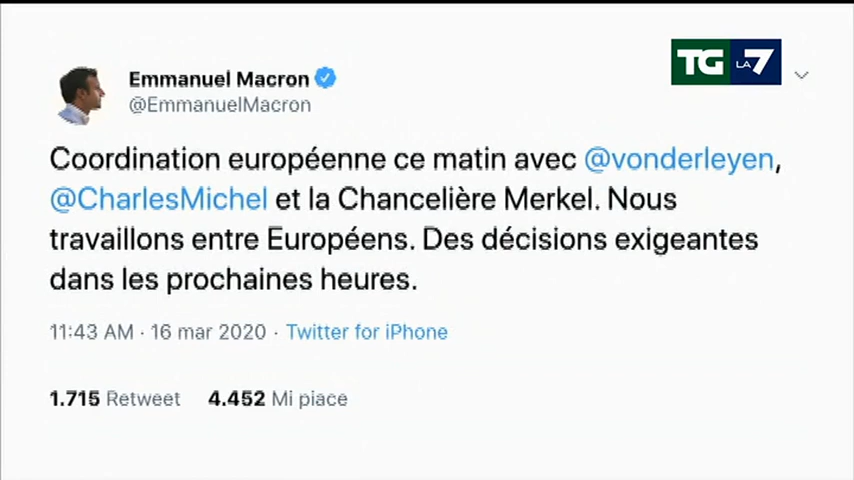 Emmanuel Macron
TG LA 7
@EmmanuelMacron
Coordination européenne ce matin avec @vonderleyen,
@CharlesMichel et la Chancelière Merkel. Nous
travaillons entre Européens. Des décisions exigeantes
dans les prochaines heures.
11:43 AM · 16 mar 2020 · Twitter for iPhone
1.715 Retweet 4.452 Mi piace